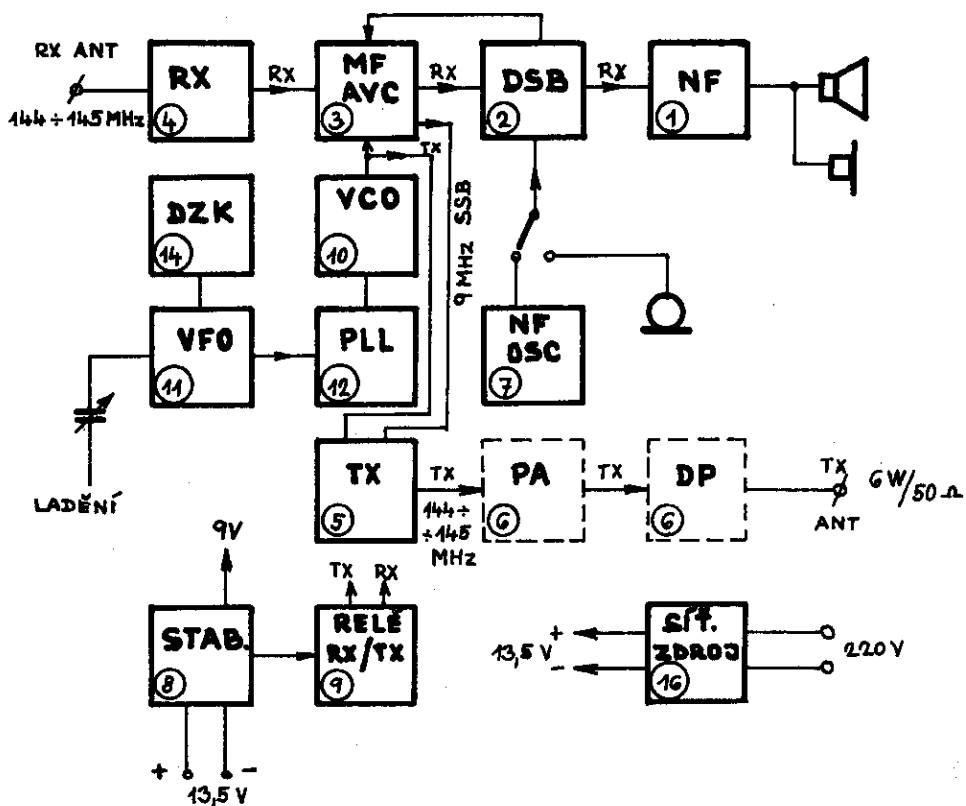 RX ANT
144÷145 MHz
RX
4
RX
MF
AVC
3
RX
DSB
2
RX
NF
1
TX
DZK
14
VCO
10
9 MHz SSB
VFO
11
PLL
12
NF
OSC
7
LADĚNÍ
TX
5
TX
144÷
÷145
MHz
PA
6
TX
DP
6
TX
ANT
6W/50Ω
9V
STAB.
8
+ 13,5 V -
TX RX
RELÉ
RX/TX
9
13,5 V
+
-
SÍŤ.
ZDROJ
16
220V